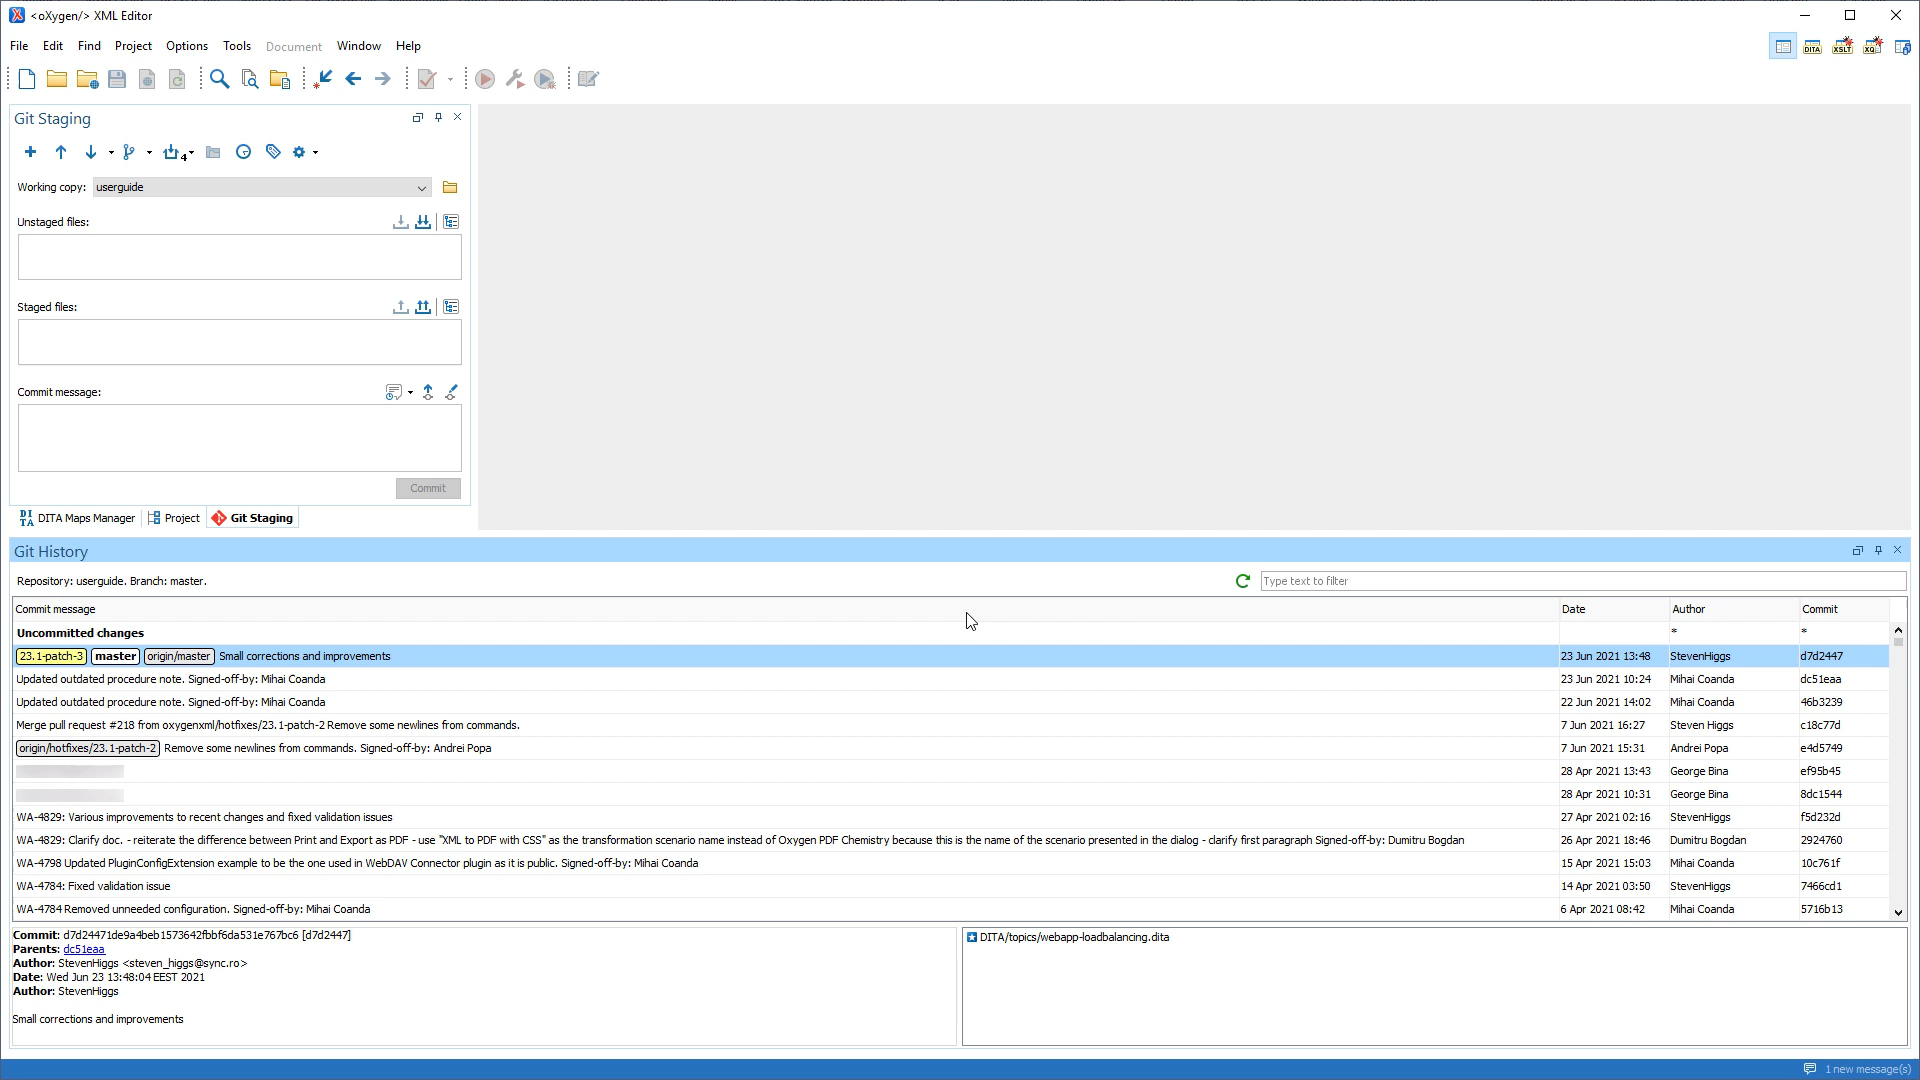 <oXygen/> XML Editor
File Edit Find Project Options Tools Document Window Help
DITA XSLT XQ
Git Staging
4
Working copy: userguide
Unstaged files:
Staged files:
Commit message:
Commit
DITA DITA Maps Manager Project Git Staging
Git History
Repository: userguide. Branch: master.
Type text to filter
Commit message Date Author Commit
Uncommitted changes * *
23.1-patch-3 master origin/master Small corrections and improvements 23 Jun 2021 13:48 StevenHiggs d7d2447
Updated outdated procedure note. Signed-off-by: Mihai Coanda 23 Jun 2021 10:24 Mihai Coanda dc51eaa
Updated outdated procedure note. Signed-off-by: Mihai Coanda 22 Jun 2021 14:02 Mihai Coanda 46b3239
Merge pull request #218 from oxygenxml/hotfixes/23.1-patch-2 Remove some newlines from commands. 7 Jun 2021 16:27 Steven Higgs c18c77d
origin/hotfixes/23.1-patch-2 Remove some newlines from commands. Signed-off-by: Andrei Popa 7 Jun 2021 15:31 Andrei Popa e4d5749
28 Apr 2021 13:43 George Bina ef95b45
28 Apr 2021 10:31 George Bina 8dc1544
WA-4829: Various improvements to recent changes and fixed validation issues 27 Apr 2021 02:16 StevenHiggs f5d232d
WA-4829: Clarify doc. - reiterate the difference between Print and Export as PDF - use "XML to PDF with CSS" as the transformation scenario name instead of Oxygen PDF Chemistry because this is the name of the scenario presented in the dialog - clarify first paragraph Signed-off-by: Dumitru Bogdan 26 Apr 2021 18:46 Dumitru Bogdan 2924760
WA-4798 Updated PluginConfigExtension example to be the one used in WebDAV Connector plugin as it is public. Signed-off-by: Mihai Coanda 15 Apr 2021 15:03 Mihai Coanda 10c761f
WA-4784: Fixed validation issue 14 Apr 2021 03:50 StevenHiggs 7466cd1
WA-4784 Removed unneeded configuration. Signed-off-by: Mihai Coanda 6 Apr 2021 08:42 Mihai Coanda 5716b13
Commit: d7d24471de9a4beb1573642fbbf6da531e767bc6 [d7d2447]
Parents: dc51eaa
Author: StevenHiggs <steven_higgs@sync.ro>
Date: Wed Jun 23 13:48:04 EEST 2021
Author: StevenHiggs
Small corrections and improvements
DITA/topics/webapp-loadbalancing.dita
1 new message(s)